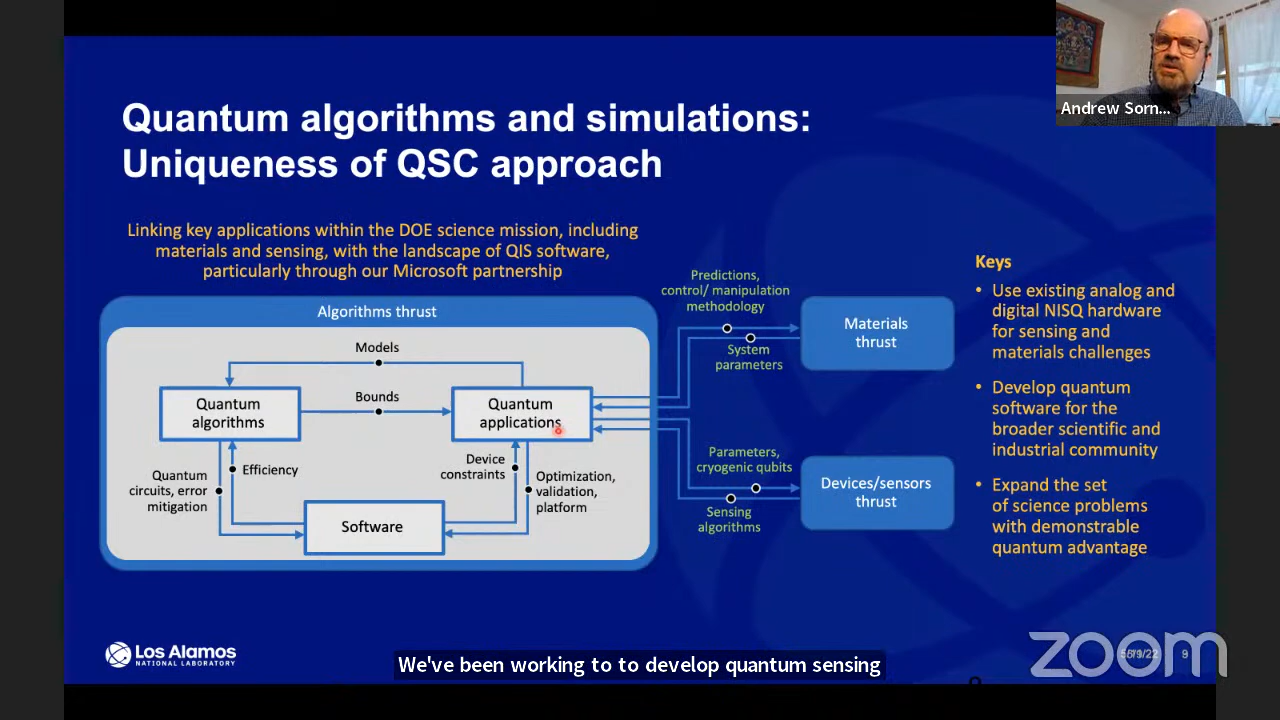 Andrew Sorn...
Quantum algorithms and simulations:
Uniqueness of QSC approach
Linking key applications within the DOE science mission, including
materials and sensing, with the landscape of QIS software,
particularly through our Microsoft partnership
Algorithms thrust
Models
Bounds
Quantum
algorithms
Quantum
applications
Efficiency
Quantum
circuits, error
mitigation
Device
constraints
Optimization,
validation,
platform
Software
Predictions,
control/ manipulation
methodology
System
parameters
Materials
thrust
Parameters,
cryogenic qubits
Sensing
algorithms
Devices/sensors
thrust
Keys
• Use existing analog and
digital NISQ hardware
for sensing and
materials challenges
• Develop quantum
software for the
broader scientific and
industrial community
• Expand the set
of science problems
with demonstrable
quantum advantage
Los Alamos
NATIONAL LABORATORY
We've been working to to develop quantum sensing
zoom
9